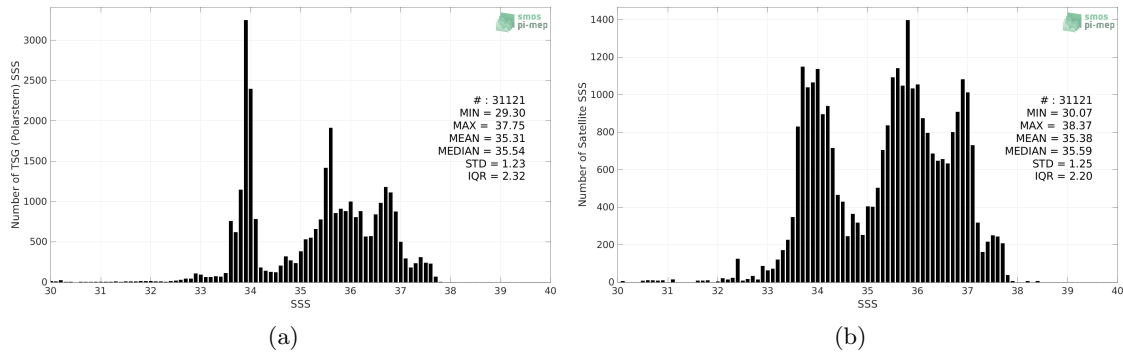 smos
pi-mep
3000
2500
2000
1500
1000
500
0
Number of TSG (Polarstern) SSS
# : 31121
MIN = 29.30
MAX = 37.75
MEAN = 35.31
MEDIAN = 35.54
STD = 1.23
IQR = 2.32
30 31 32 33 34 35 36 37 38 39 40
SSS
(a)
smos
pi-mep
1400
1200
1000
800
600
400
200
0
Number of Satellite SSS
# : 31121
MIN = 30.07
MAX = 38.37
MEAN = 35.38
MEDIAN = 35.59
STD = 1.25
IQR = 2.20
30 31 32 33 34 35 36 37 38 39 40
SSS
(b)